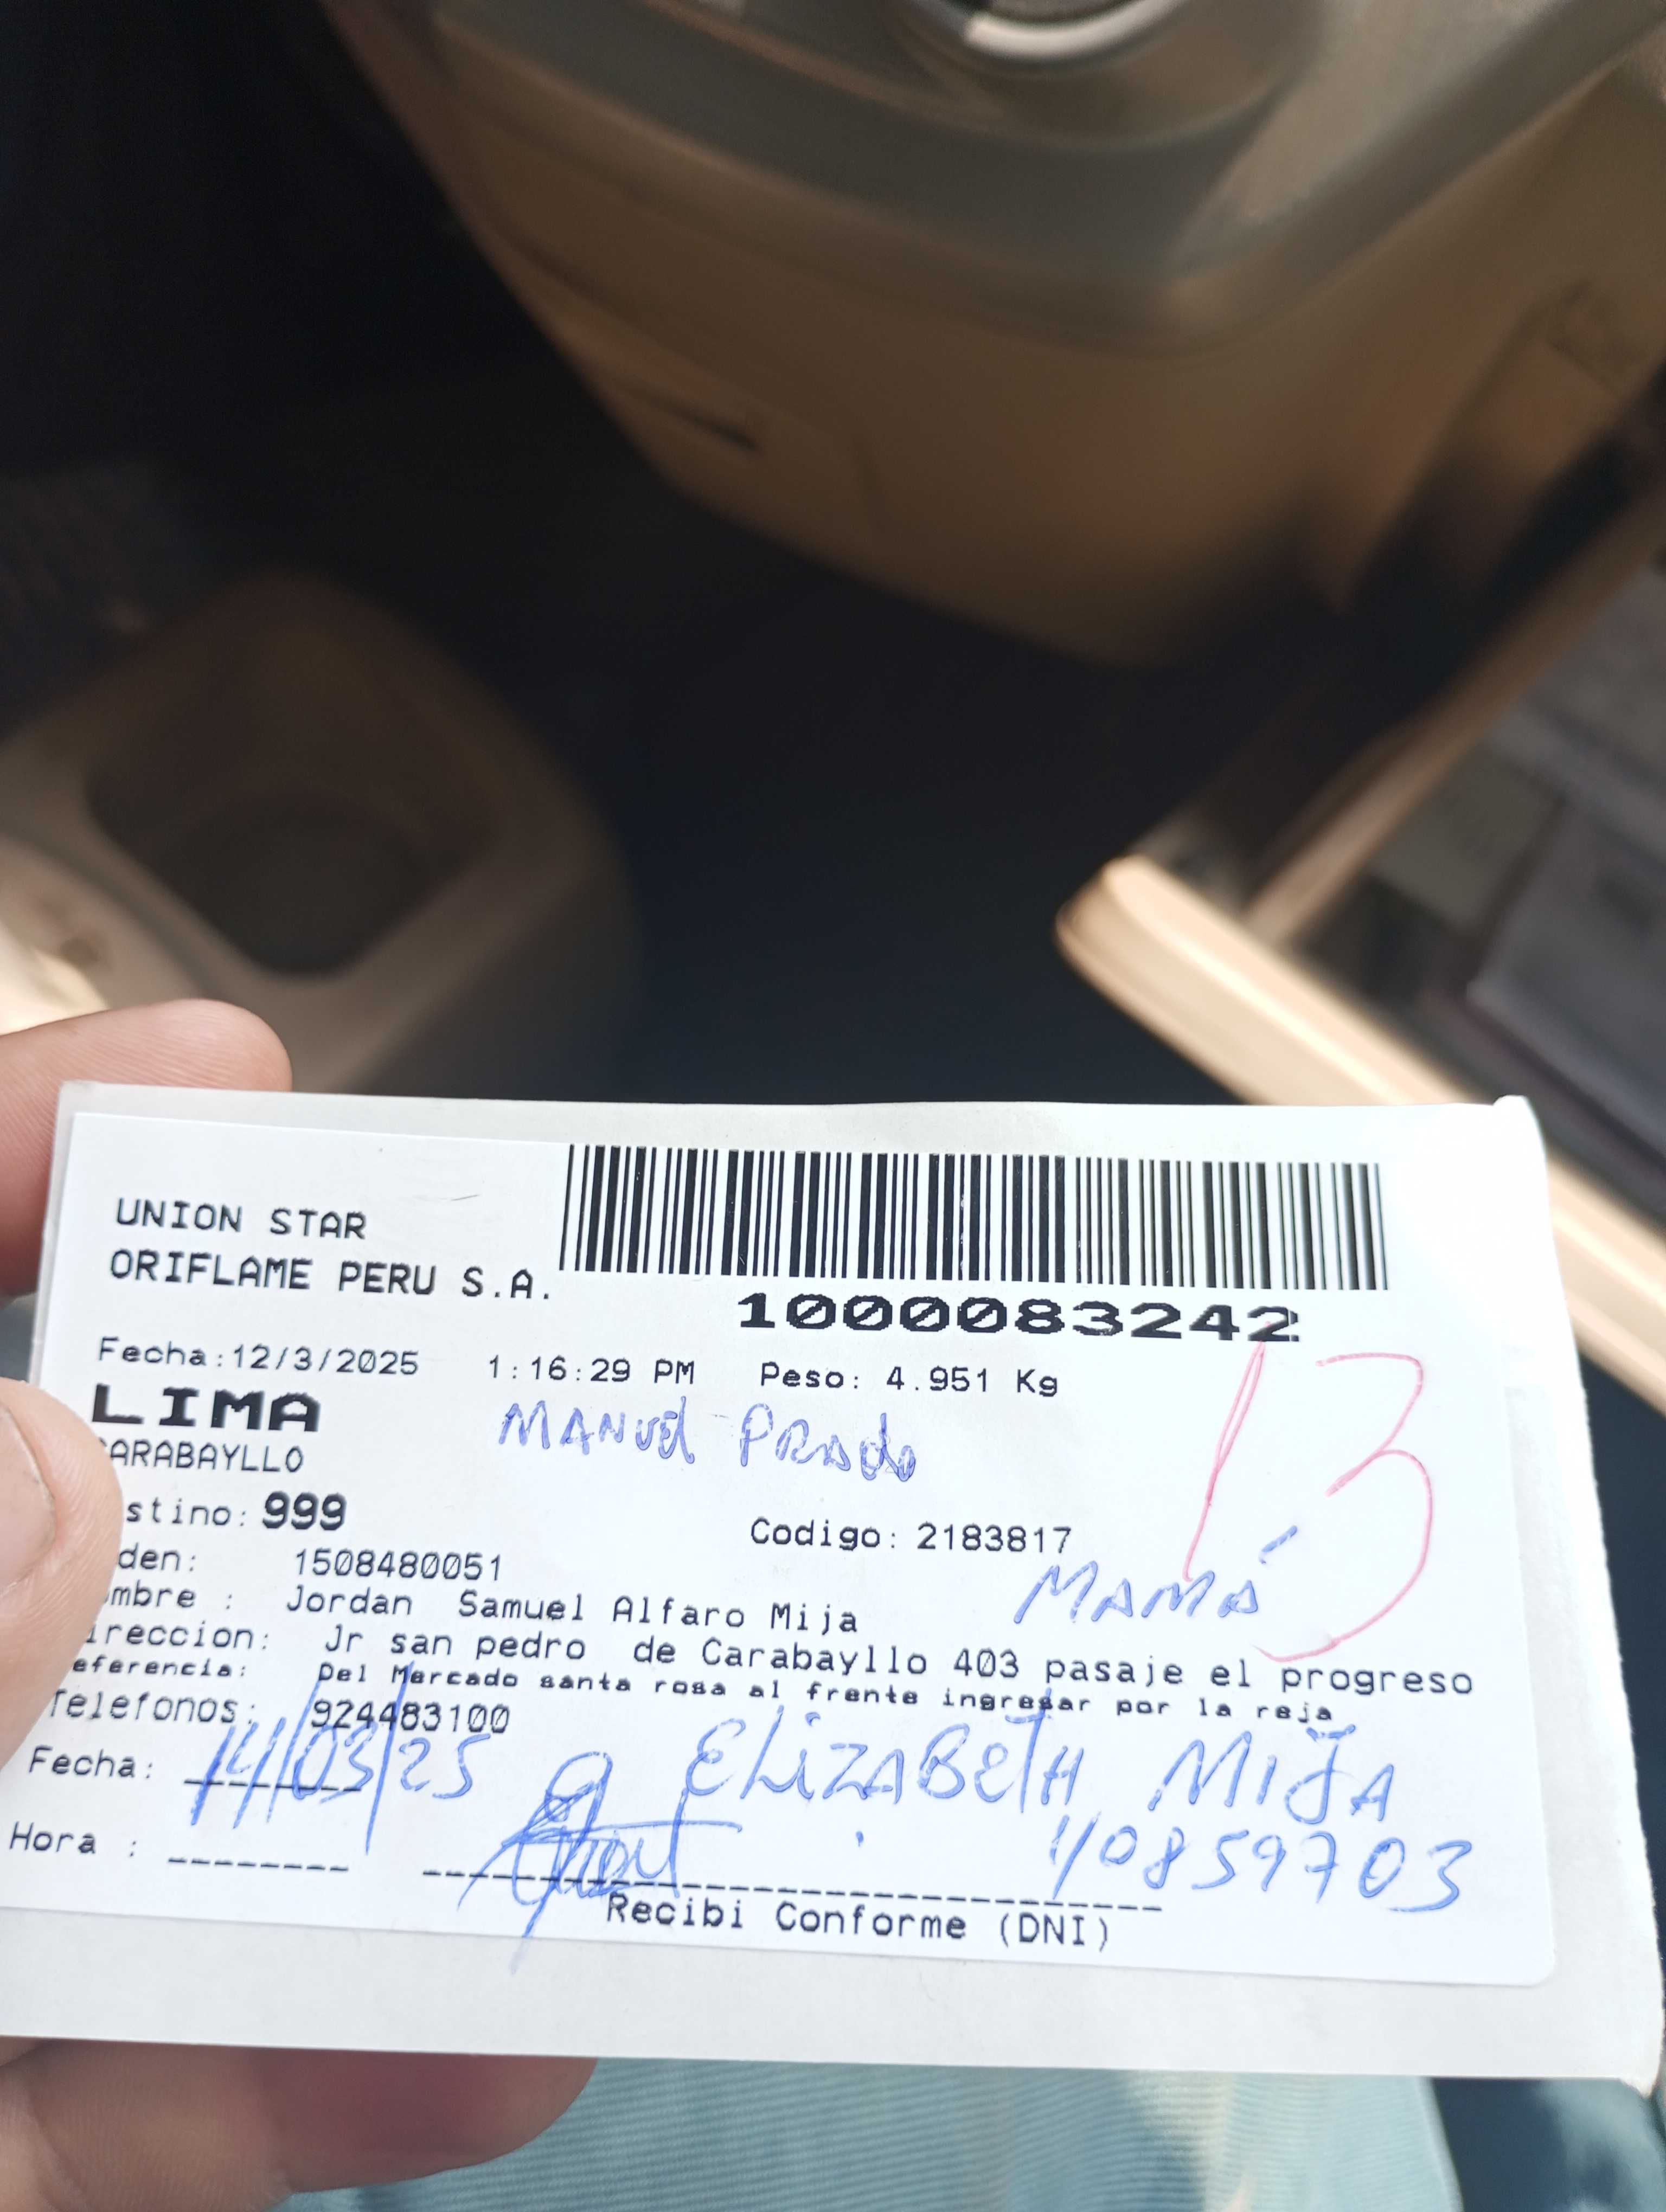 UNION STAR
ORIFLAME PERU S.A.
1000083242
Fecha:12/3/2025 1:16:29 PM Peso: 4.951 Kg
LIMA
MANUEL PRADO
13
ARABAYLLO
stino: 999
Codigo: 2183817
den: 1508480051
MAMÁ
mbre : Jordan Samuel Alfaro Mija
ireccion: Jr san pedro de Carabayllo 403 pasaje el progreso
eferencia: Del Mercado santa rosa al frente ingresar por la reja
Telefonos: 924483100
Fecha: 14/03/25 ELIZABETH MIJA
Hora : 40859703
Recibi Conforme (DNI)